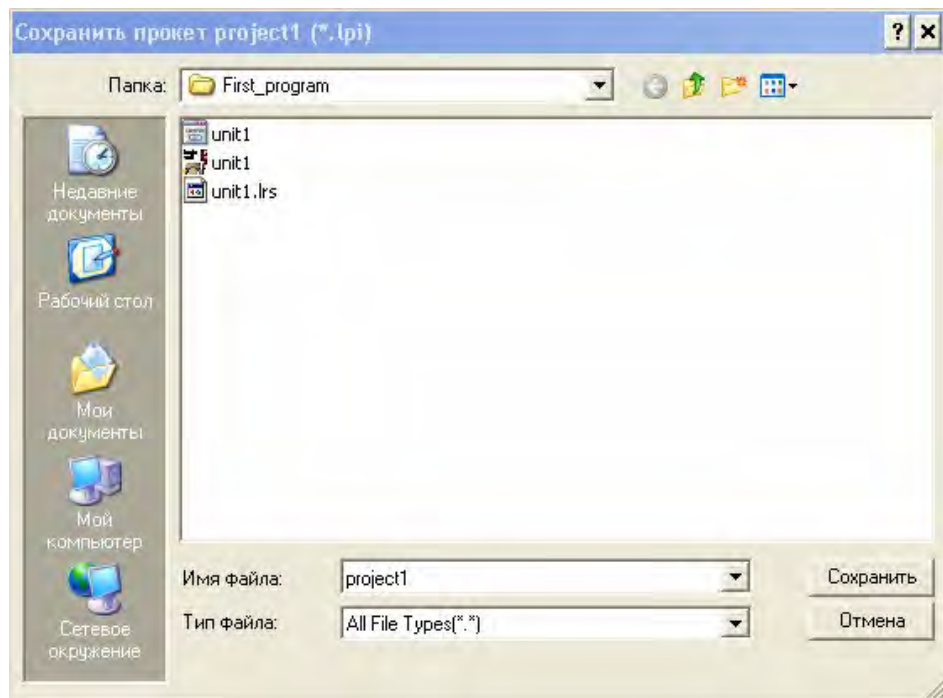 Сохранить прокет project1 (*.lpi)
Папка:
First_program
unit1
unit1
unit1.lrs
Недавние
документы
Рабочий стол
Мои
документы
Мой
компьютер
Сетевое
окружение
Имя файла:
project1
Сохранить
Тип файла:
All File Types(*.*)
Отмена